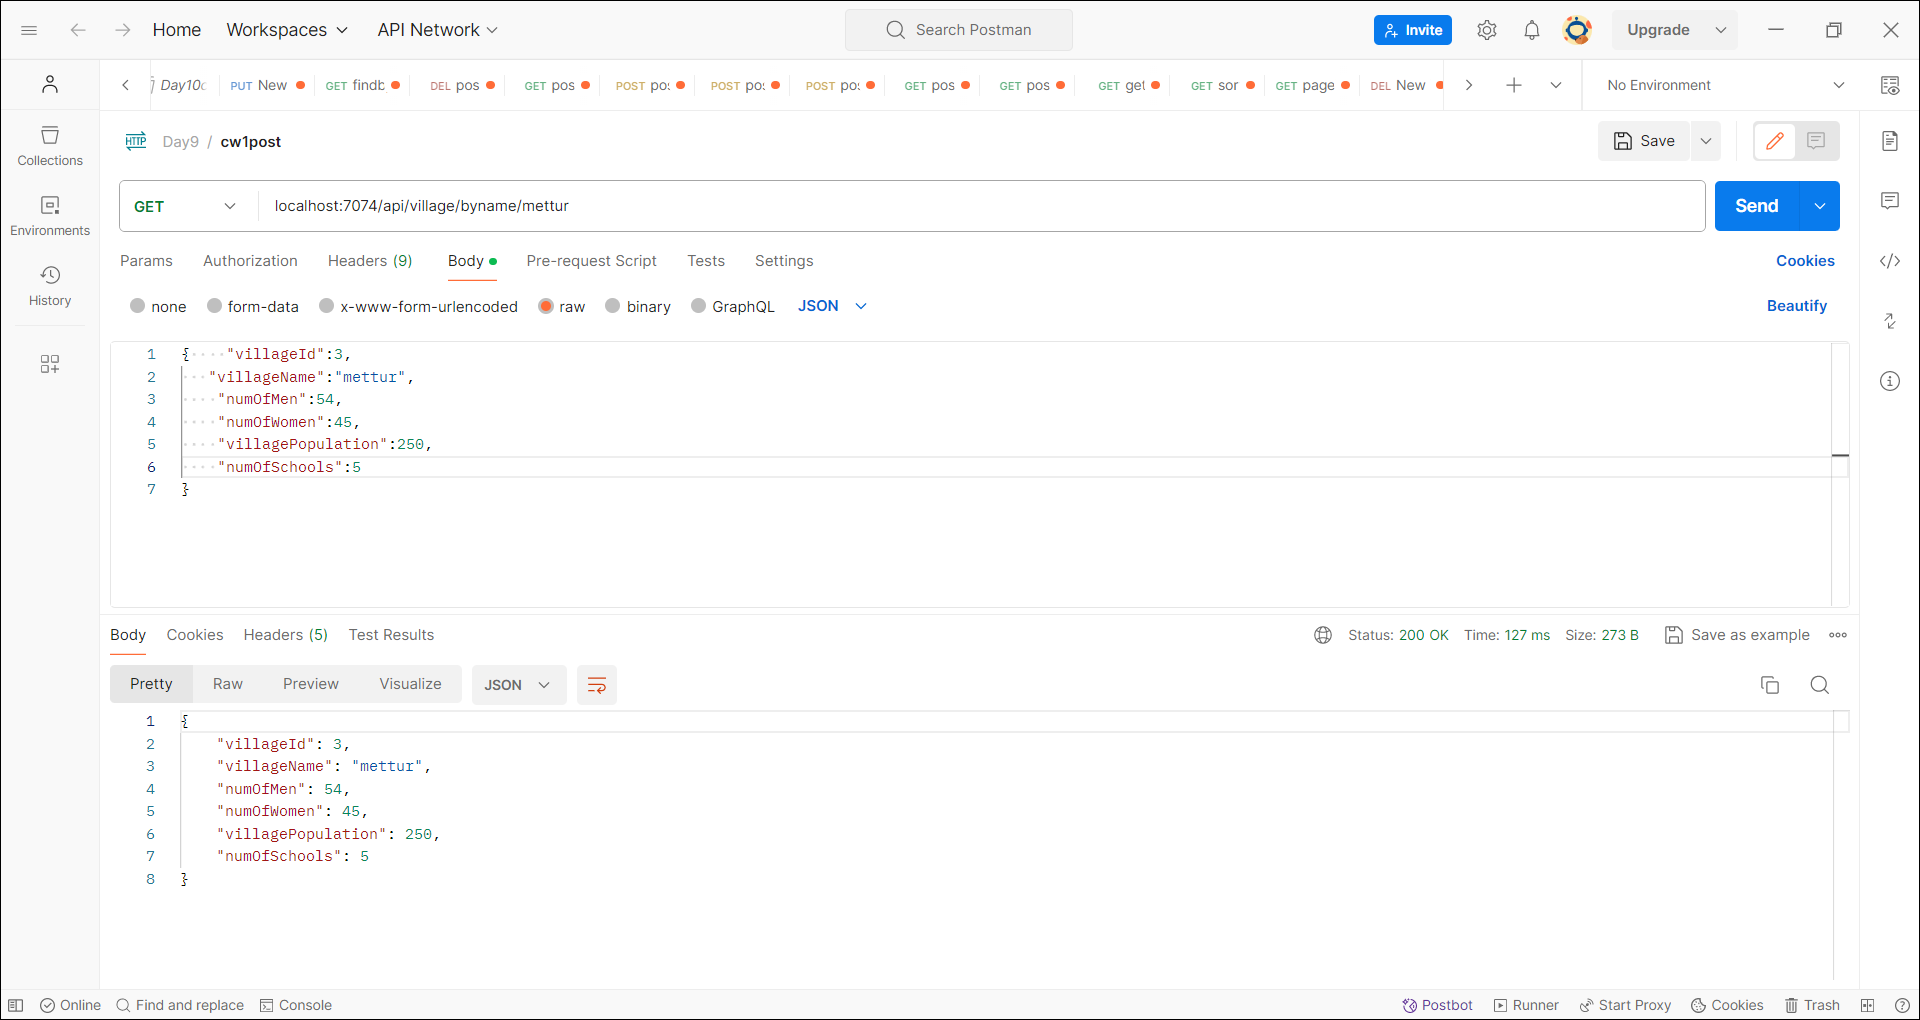 Home Workspaces API Network Search Postman Invite Upgrade
Day10 PUT New GET findb DEL pos GET pos POST po POST po POST po GET pos GET pos GET get GET sor GET page DEL New No Environment
HTTP Day9 / cw1post Save
GET localhost:7074/api/village/byname/mettur Send
Params Authorization Headers (9) Body Pre-request Script Tests Settings Cookies
none form-data x-www-form-urlencoded raw binary GraphQL JSON Beautify
Collections
Environments
History
1 { "villageId":3,
2 "villageName":"mettur",
3 "numOfMen":54,
4 "numOfWomen":45,
5 "villagePopulation":250,
6 "numOfSchools":5
7 }
Body Cookies Headers (5) Test Results Status: 200 OK Time: 127 ms Size: 273 B Save as example
Pretty Raw Preview Visualize JSON
1 {
2 "villageId": 3,
3 "villageName": "mettur",
4 "numOfMen": 54,
5 "numOfWomen": 45,
6 "villagePopulation": 250,
7 "numOfSchools": 5
8 }
Online Find and replace Console Postbot Runner Start Proxy Cookies Trash